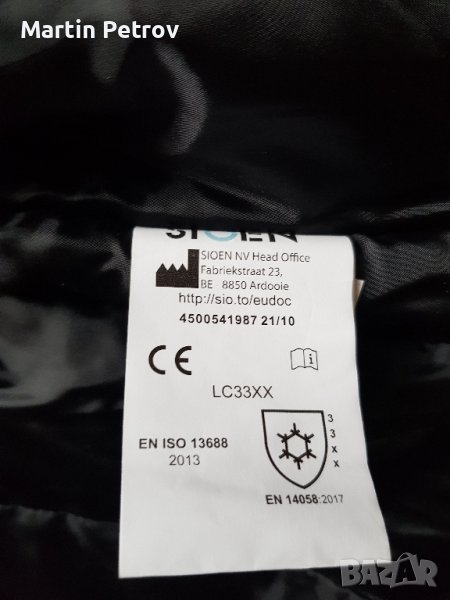 Martin Petrov
SIOEN
SIOEN NV Head Office
Fabriekstraat 23,
BE - 8850 Ardooie
http://sio.to/eudoc
4500541987 21/10
CE
i
LC33XX
EN ISO 13688
2013
3
3
X
X
EN 14058:2017
BAZAR